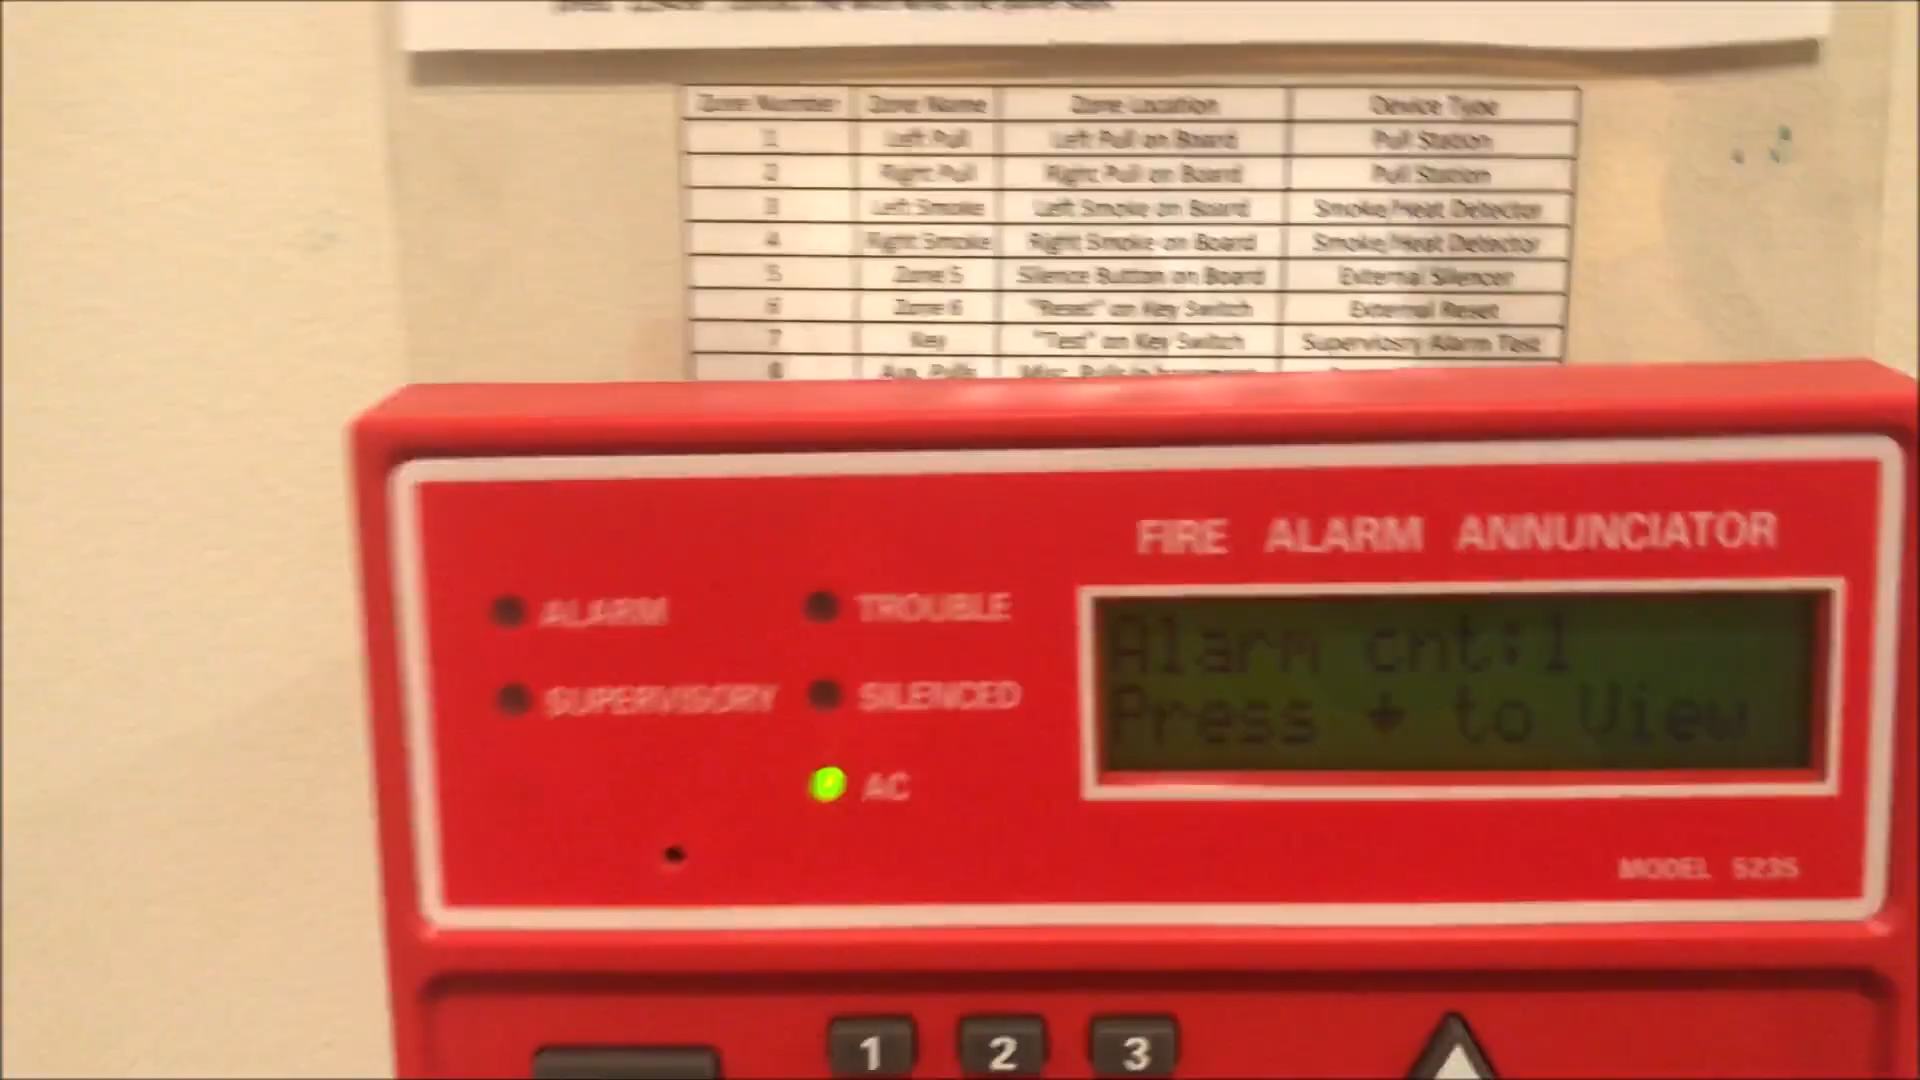 Zone Number Zone Name Zone Location Device Type
1 Left Pull Left Pull on Board Pull Station
2 Right Pull Right Pull on Board Pull Station
3 Left Smoke Left Smoke on Board Smoke/Heat Detector
4 Right Smoke Right Smoke on Board Smoke/Heat Detector
5 Zone 5 Silence Button on Board External Silencer
6 Zone 6 "Reset" on Key Switch External Reset
7 Key "Test" on Key Switch Superviosry Alarm Test
8
FIRE ALARM ANNUNCIATOR
ALARM TROUBLE
SUPERVISORY SILENCED
AC
Alarm cnt:1
Press ↓ to View
MODEL 5235
1 2 3